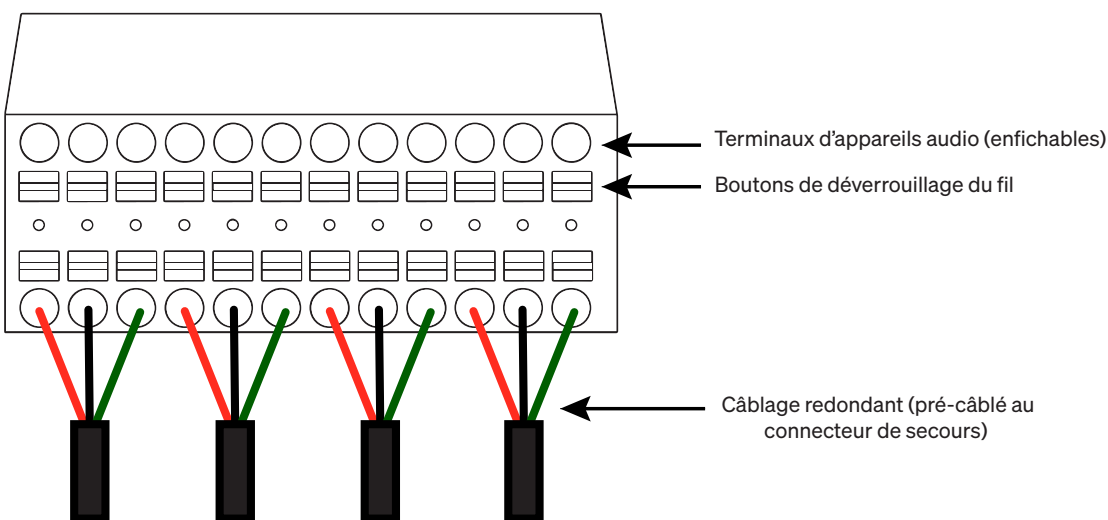 Terminaux d'appareils audio (enfichables)
Boutons de déverrouillage du fil
Câblage redondant (pré-câblé au
connecteur de secours)